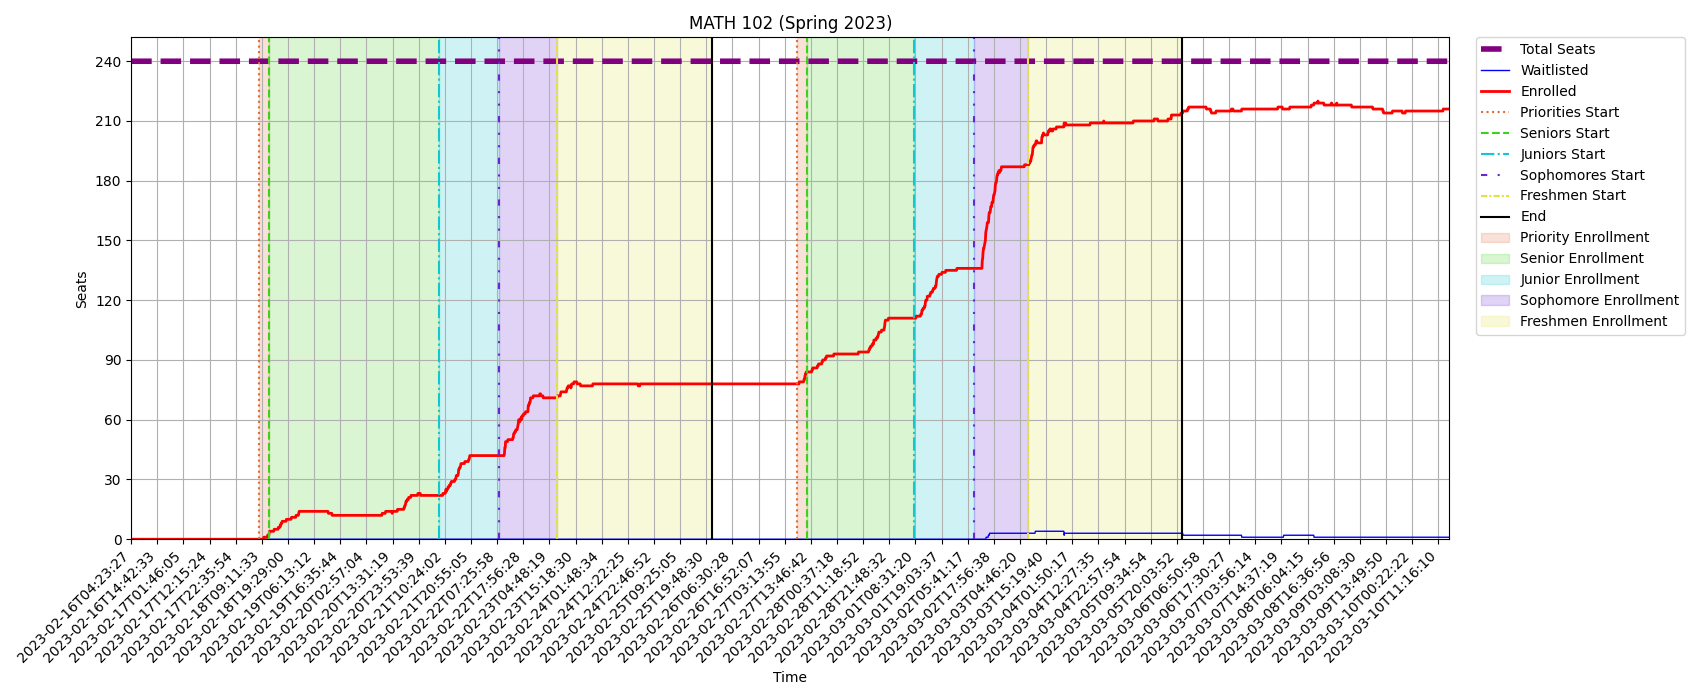 MATH 102 (Spring 2023)
Seats
240
210
180
150
120
90
60
30
0
2023-02-16T04:23:27
2023-02-16T14:42:33
2023-02-17T01:46:05
2023-02-17T12:15:24
2023-02-17T22:35:54
2023-02-18T09:11:33
2023-02-18T19:29:00
2023-02-19T06:13:12
2023-02-19T16:35:44
2023-02-20T02:57:04
2023-02-20T13:31:19
2023-02-20T23:53:39
2023-02-21T10:24:02
2023-02-21T20:55:05
2023-02-22T07:25:58
2023-02-22T17:56:28
2023-02-23T04:48:19
2023-02-23T15:18:30
2023-02-24T01:48:34
2023-02-24T12:22:25
2023-02-24T22:46:52
2023-02-25T09:25:05
2023-02-25T19:48:30
2023-02-26T06:30:28
2023-02-26T16:52:07
2023-02-27T03:13:55
2023-02-27T13:46:42
2023-02-28T00:37:18
2023-02-28T11:18:52
2023-02-28T21:48:32
2023-03-01T08:31:20
2023-03-01T19:03:37
2023-03-02T05:41:17
2023-03-02T17:56:38
2023-03-03T04:46:20
2023-03-03T15:19:40
2023-03-04T01:50:17
2023-03-04T12:27:35
2023-03-04T22:57:54
2023-03-05T09:34:54
2023-03-05T20:03:52
2023-03-06T06:50:58
2023-03-06T17:30:27
2023-03-07T03:56:14
2023-03-07T14:37:19
2023-03-08T06:04:15
2023-03-08T16:36:56
2023-03-09T03:08:30
2023-03-09T13:49:50
2023-03-10T00:22:22
2023-03-10T11:16:10
Time
Total Seats
Waitlisted
Enrolled
Priorities Start
Seniors Start
Juniors Start
Sophomores Start
Freshmen Start
End
Priority Enrollment
Senior Enrollment
Junior Enrollment
Sophomore Enrollment
Freshmen Enrollment